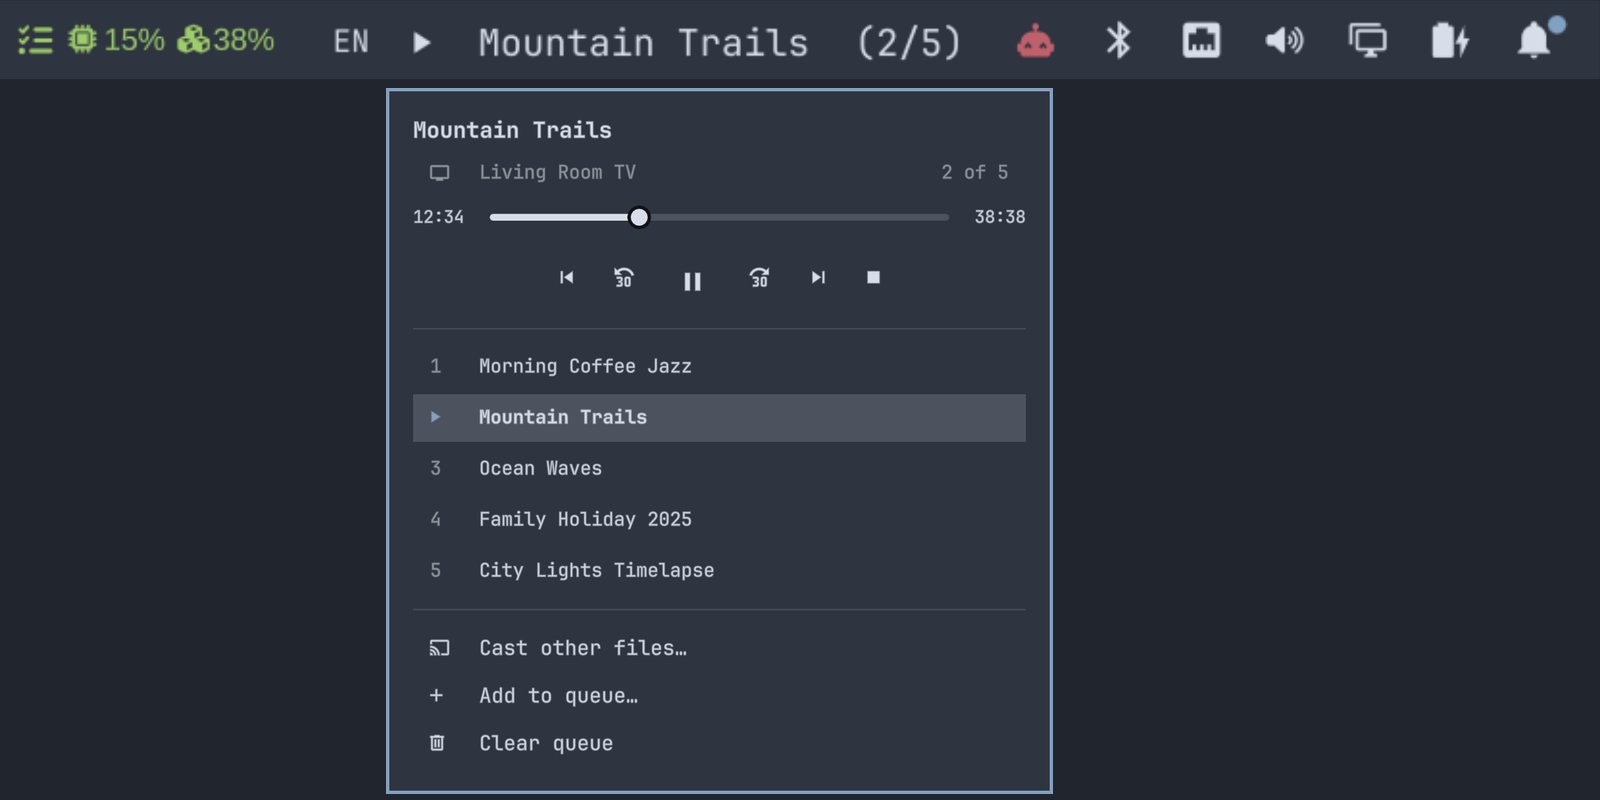 15% 38% EN Mountain Trails (2/5)
Mountain Trails
Living Room TV 2 of 5
12:34 38:38
30 30
1 Morning Coffee Jazz
Mountain Trails
3 Ocean Waves
4 Family Holiday 2025
5 City Lights Timelapse
Cast other files…
Add to queue…
Clear queue